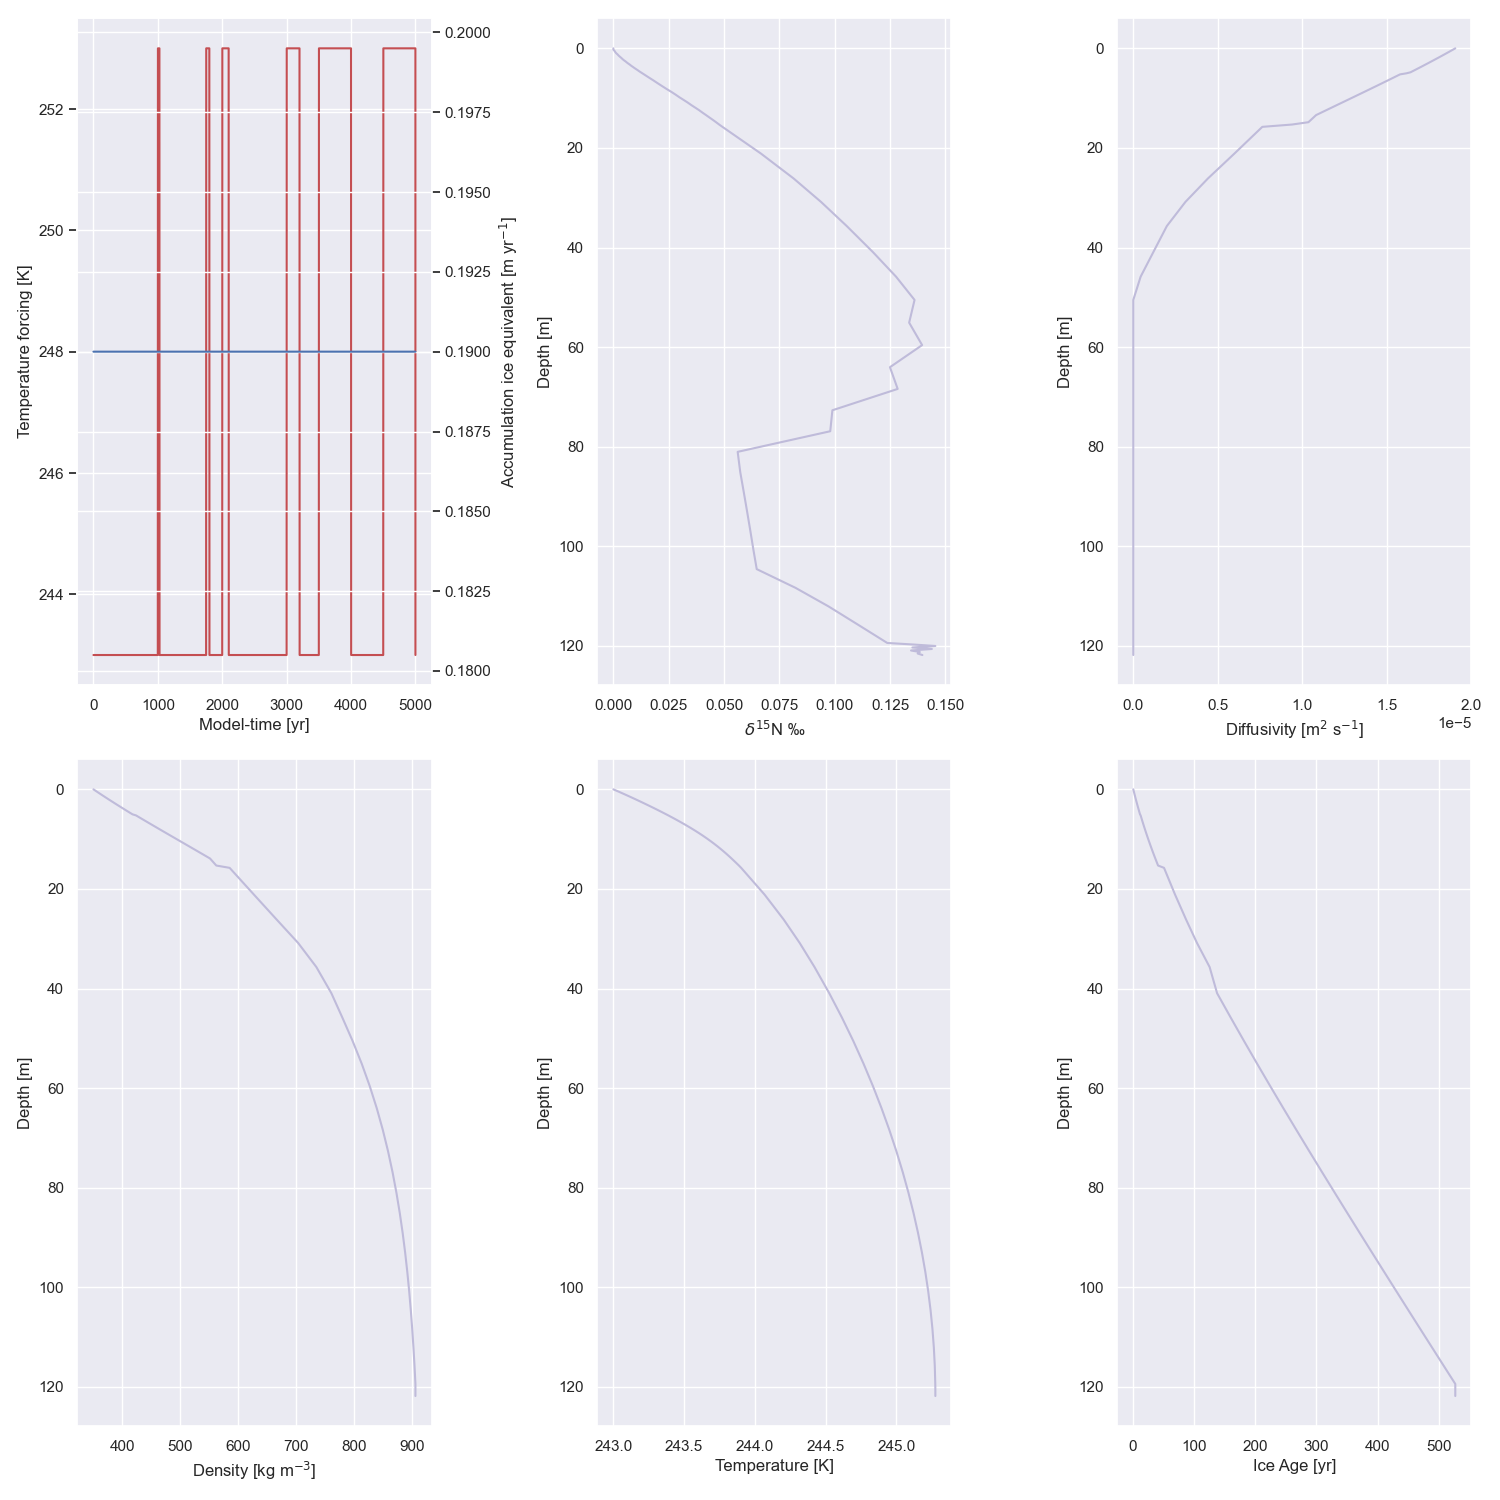 0.2000
0.1975
0.1950
0.1925
0.1900
0.1875
0.1850
0.1825
0.1800
252
250
248
246
244
Temperature forcing [K]
Accumulation ice equivalent [m yr⁻¹]
0 1000 2000 3000 4000 5000
Model-time [yr]
0
20
40
60
80
100
120
Depth [m]
0.000 0.025 0.050 0.075 0.100 0.125 0.150
δ¹⁵N ‰
0
20
40
60
80
100
120
Depth [m]
0.0 0.5 1.0 1.5 2.0
1e−5
Diffusivity [m² s⁻¹]
0
20
40
60
80
100
120
Depth [m]
400 500 600 700 800 900
Density [kg m⁻³]
0
20
40
60
80
100
120
Depth [m]
243.0 243.5 244.0 244.5 245.0
Temperature [K]
0
20
40
60
80
100
120
Depth [m]
0 100 200 300 400 500
Ice Age [yr]